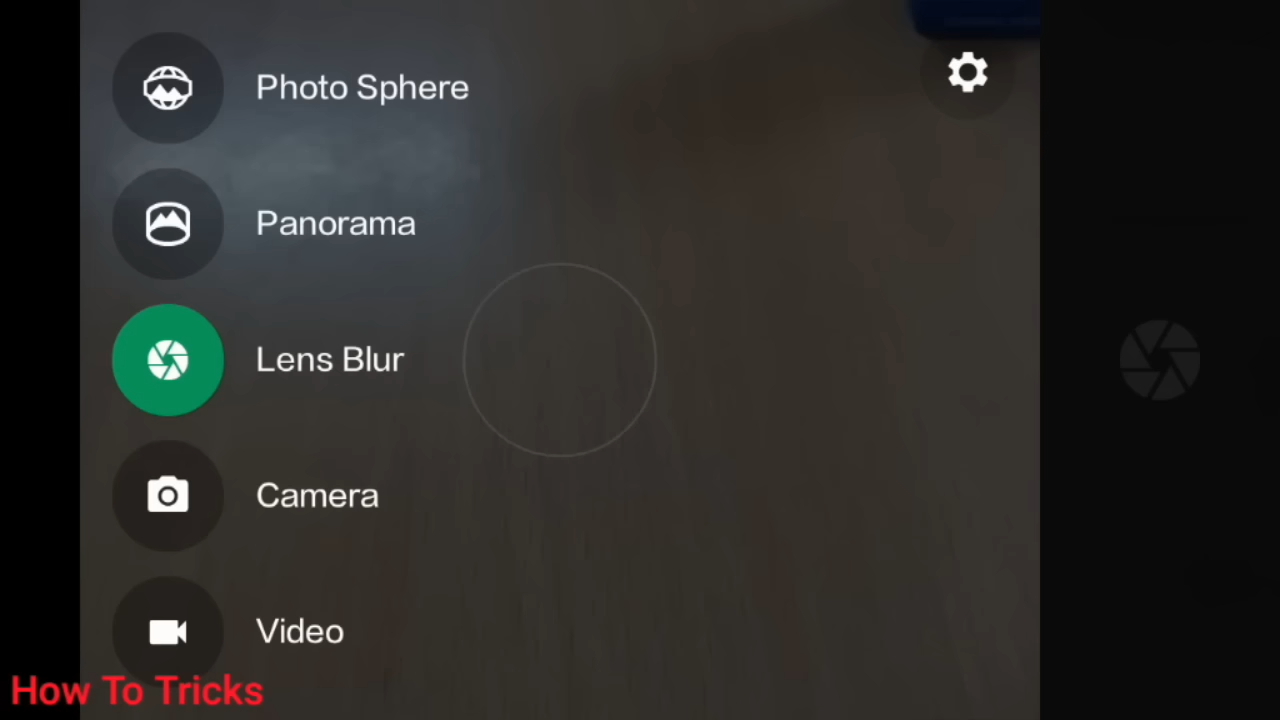 Photo Sphere
Panorama
Lens Blur
Camera
Video
How To Tricks